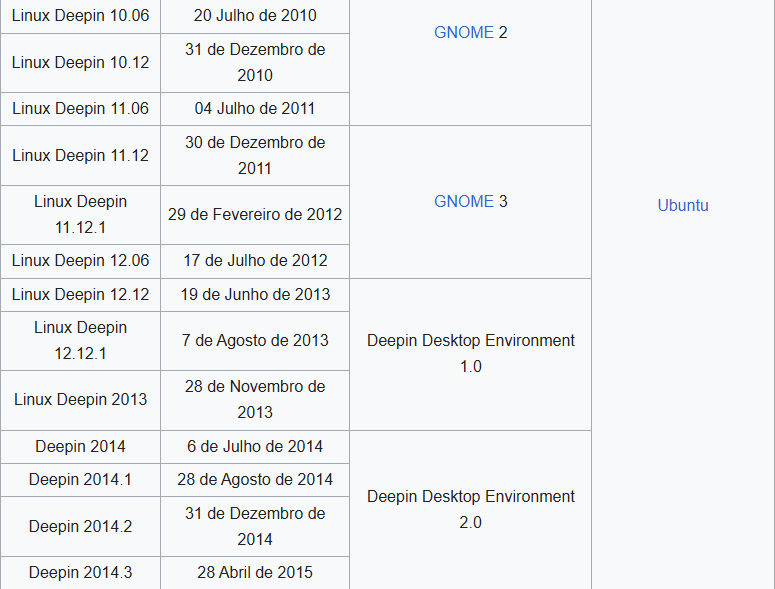 Linux Deepin 10.06
20 Julho de 2010
GNOME 2
Linux Deepin 10.12
31 de Dezembro de
2010
Linux Deepin 11.06
04 Julho de 2011
Linux Deepin 11.12
30 de Dezembro de
2011
GNOME 3
Ubuntu
Linux Deepin
11.12.1
29 de Fevereiro de 2012
Linux Deepin 12.06
17 de Julho de 2012
Linux Deepin 12.12
19 de Junho de 2013
Deepin Desktop Environment
1.0
Linux Deepin
12.12.1
7 de Agosto de 2013
Linux Deepin 2013
28 de Novembro de
2013
Deepin 2014
6 de Julho de 2014
Deepin Desktop Environment
2.0
Deepin 2014.1
28 de Agosto de 2014
Deepin 2014.2
31 de Dezembro de
2014
Deepin 2014.3
28 Abril de 2015